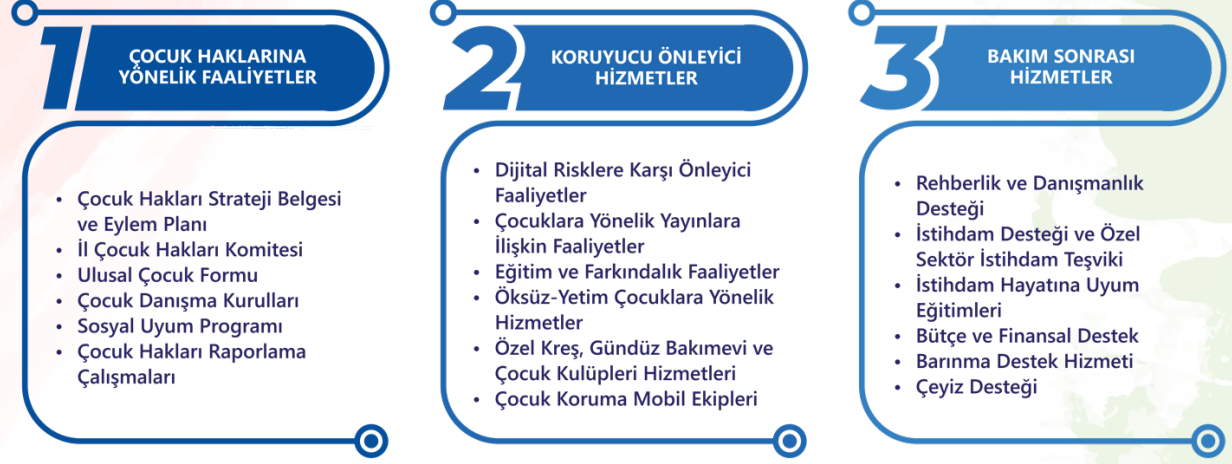 1
ÇOCUK HAKLARINA
YÖNELİK FAALİYETLER
• Çocuk Hakları Strateji Belgesi
ve Eylem Planı
• İl Çocuk Hakları Komitesi
• Ulusal Çocuk Formu
• Çocuk Danışma Kurulları
• Sosyal Uyum Programı
• Çocuk Hakları Raporlama
Çalışmaları
2
KORUYUCU ÖNLEYİCİ
HİZMETLER
• Dijital Risklere Karşı Önleyici
Faaliyetler
• Çocuklara Yönelik Yayınlara
İlişkin Faaliyetler
• Eğitim ve Farkındalık Faaliyetler
• Öksüz-Yetim Çocuklara Yönelik
Hizmetler
• Özel Kreş, Gündüz Bakımevi ve
Çocuk Kulüpleri Hizmetleri
• Çocuk Koruma Mobil Ekipleri
3
BAKIM SONRASI
HİZMETLER
• Rehberlik ve Danışmanlık
Desteği
• İstihdam Desteği ve Özel
Sektör İstihdam Teşviki
• İstihdam Hayatına Uyum
Eğitimleri
• Bütçe ve Finansal Destek
• Barınma Destek Hizmeti
• Çeyiz Desteği